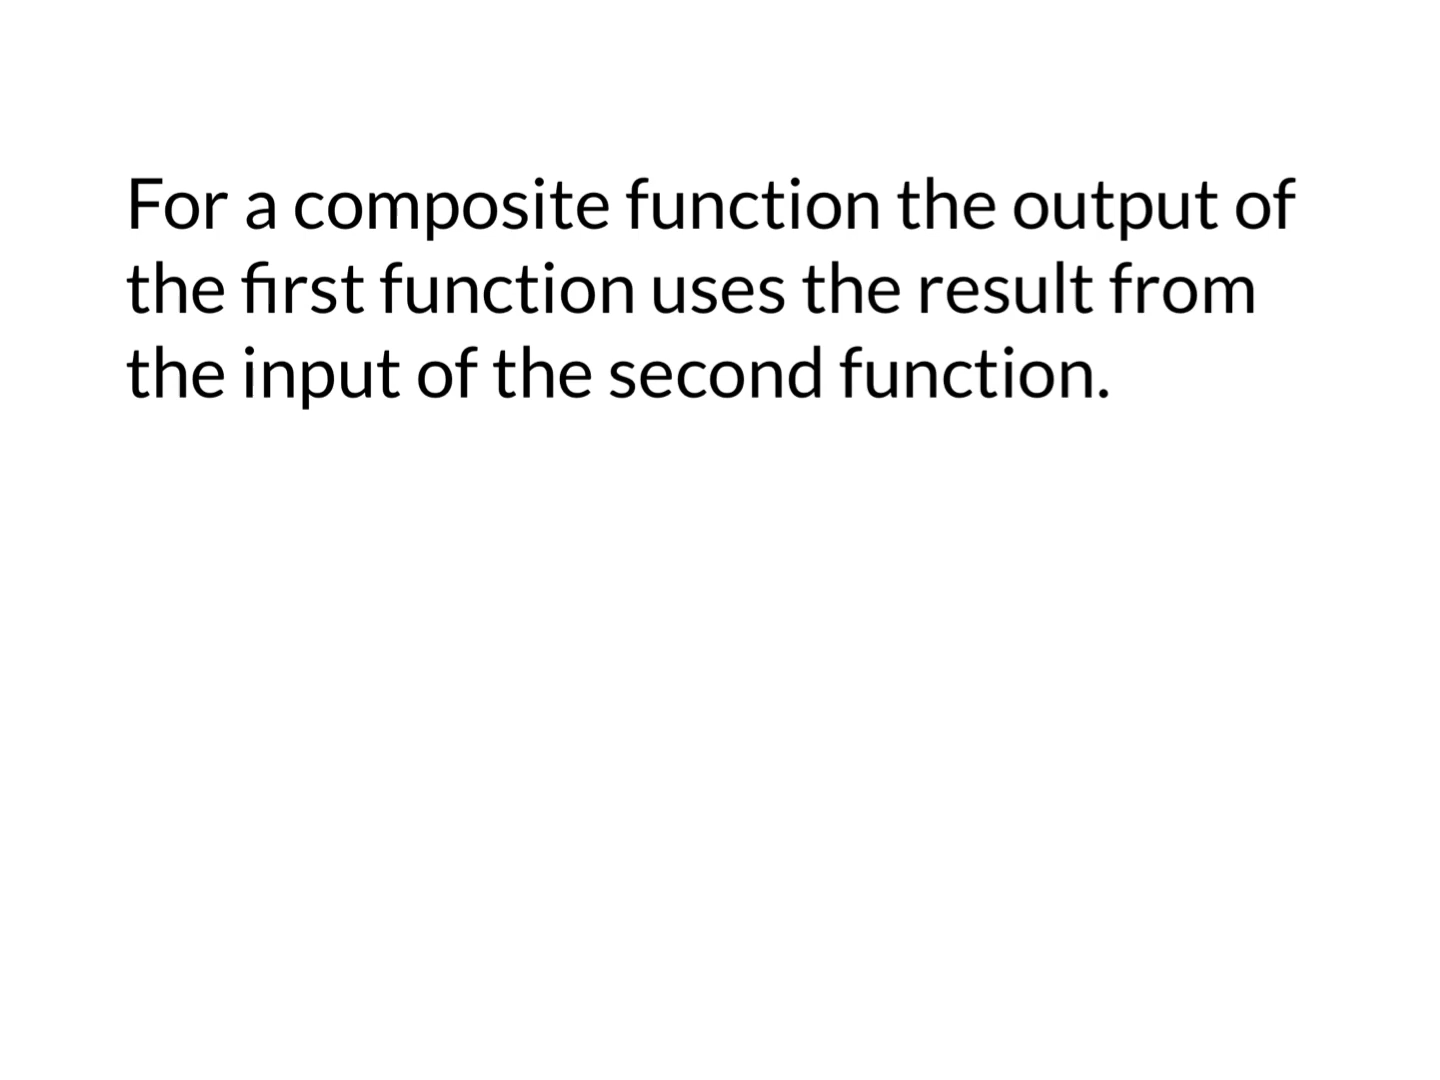 For a composite function the output of
the first function uses the result from
the input of the second function.